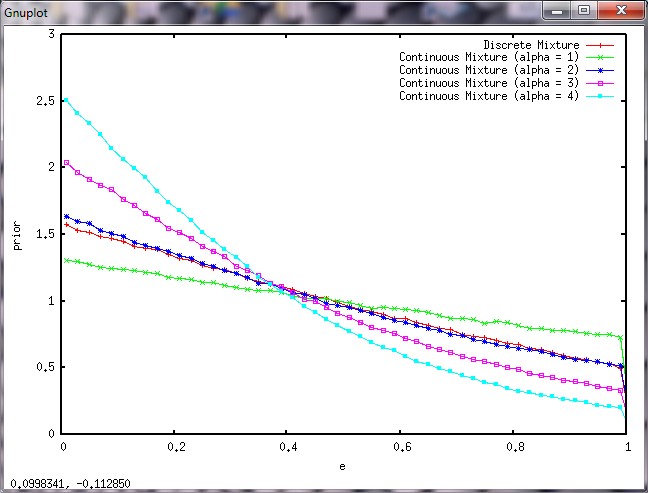 Gnuplot
3
2.5
2
1.5
1
0.5
0
prior
Discrete Mixture
Continuous Mixture (alpha = 1)
Continuous Mixture (alpha = 2)
Continuous Mixture (alpha = 3)
Continuous Mixture (alpha = 4)
0 0.2 0.4 0.6 0.8 1
e
0.0998341, -0.112850